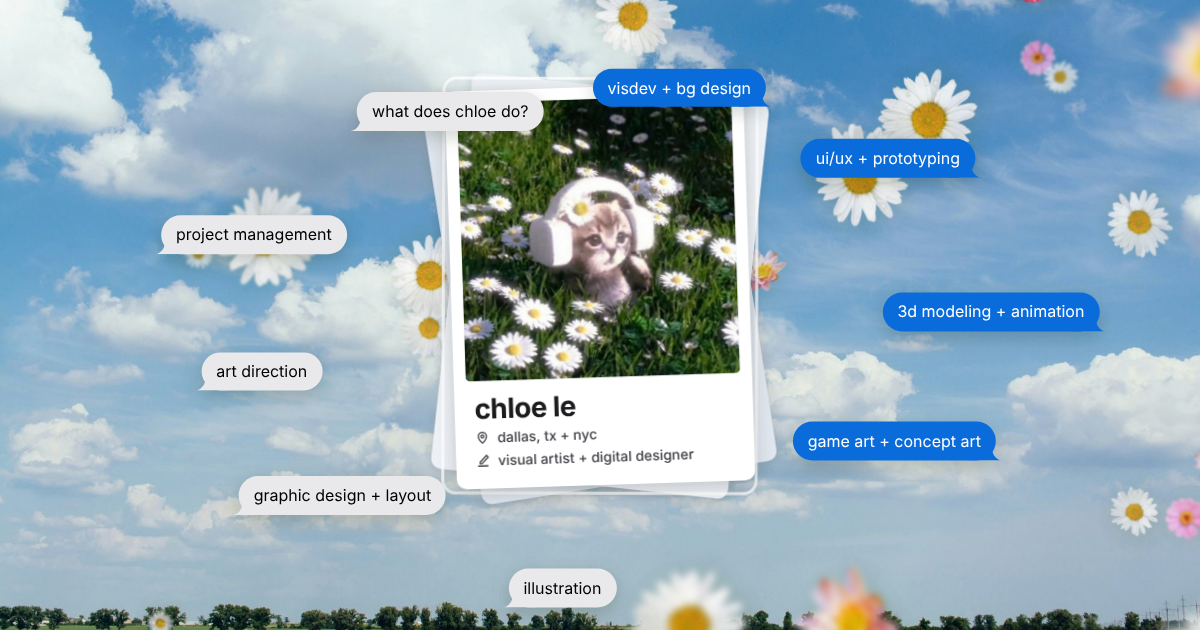 what does chloe do?
visdev + bg design
ui/ux + prototyping
project management
3d modeling + animation
art direction
chloe le
dallas, tx + nyc
visual artist + digital designer
game art + concept art
graphic design + layout
illustration